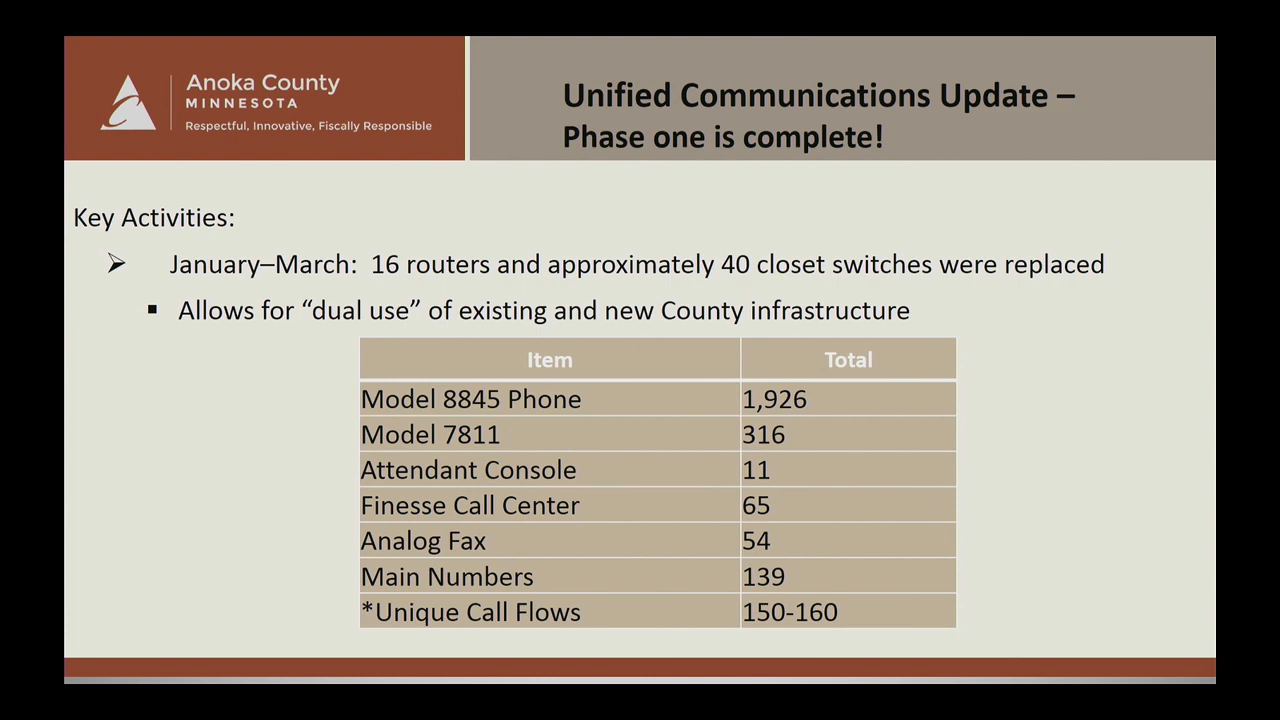 Anoka County
MINNESOTA
Respectful, Innovative, Fiscally Responsible
Unified Communications Update –
Phase one is complete!
Key Activities:
➢ January–March: 16 routers and approximately 40 closet switches were replaced
▪ Allows for “dual use” of existing and new County infrastructure
Item Total
Model 8845 Phone 1,926
Model 7811 316
Attendant Console 11
Finesse Call Center 65
Analog Fax 54
Main Numbers 139
*Unique Call Flows 150-160